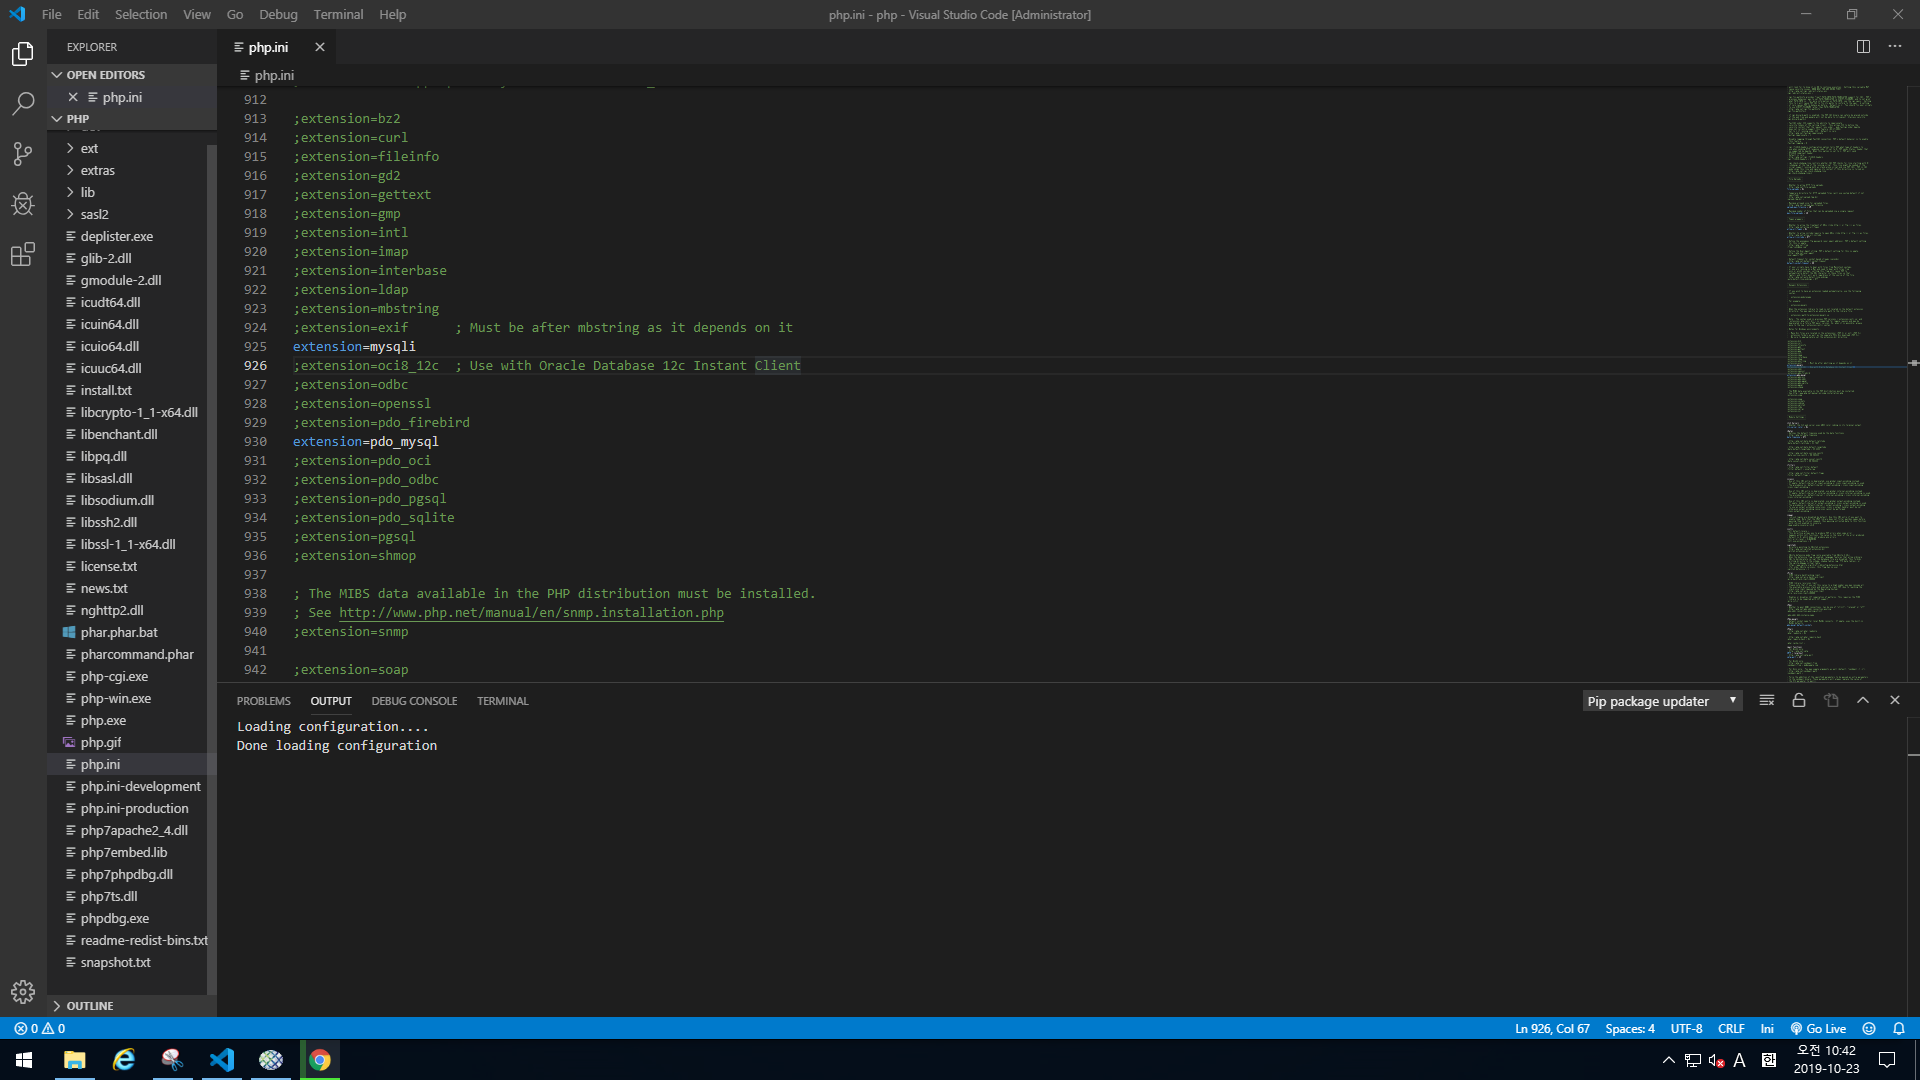 File Edit Selection View Go Debug Terminal Help
php.ini - php - Visual Studio Code [Administrator]
EXPLORER
OPEN EDITORS
php.ini
PHP
ext
extras
lib
sasl2
deplister.exe
glib-2.dll
gmodule-2.dll
icudt64.dll
icuin64.dll
icuio64.dll
icuuc64.dll
install.txt
libcrypto-1_1-x64.dll
libenchant.dll
libpq.dll
libsasl.dll
libsodium.dll
libssh2.dll
libssl-1_1-x64.dll
license.txt
news.txt
nghttp2.dll
phar.phar.bat
pharcommand.phar
php-cgi.exe
php-win.exe
php.exe
php.gif
php.ini
php.ini-development
php.ini-production
php7apache2_4.dll
php7embed.lib
php7phpdbg.dll
php7ts.dll
phpdbg.exe
readme-redist-bins.txt
snapshot.txt
OUTLINE
php.ini
php.ini
912
913 ;extension=bz2
914 ;extension=curl
915 ;extension=fileinfo
916 ;extension=gd2
917 ;extension=gettext
918 ;extension=gmp
919 ;extension=intl
920 ;extension=imap
921 ;extension=interbase
922 ;extension=ldap
923 ;extension=mbstring
924 ;extension=exif ; Must be after mbstring as it depends on it
925 extension=mysqli
926 ;extension=oci8_12c ; Use with Oracle Database 12c Instant Client
927 ;extension=odbc
928 ;extension=openssl
929 ;extension=pdo_firebird
930 extension=pdo_mysql
931 ;extension=pdo_oci
932 ;extension=pdo_odbc
933 ;extension=pdo_pgsql
934 ;extension=pdo_sqlite
935 ;extension=pgsql
936 ;extension=shmop
937
938 ; The MIBS data available in the PHP distribution must be installed.
939 ; See http://www.php.net/manual/en/snmp.installation.php
940 ;extension=snmp
941
942 ;extension=soap
PROBLEMS OUTPUT DEBUG CONSOLE TERMINAL
Pip package updater
Loading configuration....
Done loading configuration
0 0
Ln 926, Col 67 Spaces: 4 UTF-8 CRLF Ini Go Live
A 한 오전 10:42
2019-10-23